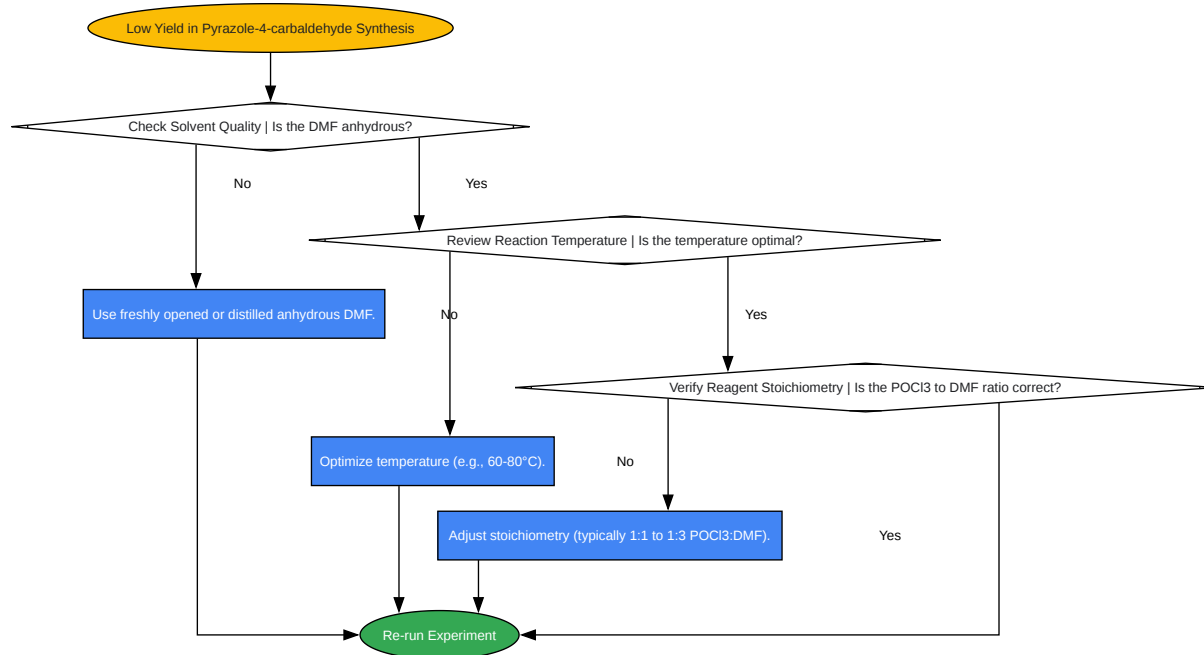 Low Yield in Pyrazole-4-carbaldehyde Synthesis
Check Solvent Quality | Is the DMF anhydrous?
No
Yes
Review Reaction Temperature | Is the temperature optimal?
Use freshly opened or distilled anhydrous DMF.
No
Yes
Verify Reagent Stoichiometry | Is the POCl3 to DMF ratio correct?
Optimize temperature (e.g., 60-80°C).
No
Adjust stoichiometry (typically 1:1 to 1:3 POCl3:DMF).
Yes
Re-run Experiment